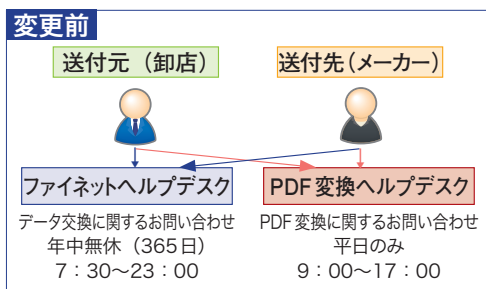 変更前
送付元（卸店）
送付先（メーカー）
ファイネットヘルプデスク
PDF変換ヘルプデスク
データ交換に関するお問い合わせ
PDF変換に関するお問い合わせ
年中無休（365日）
平日のみ
7：30～23：00
9：00～17：00